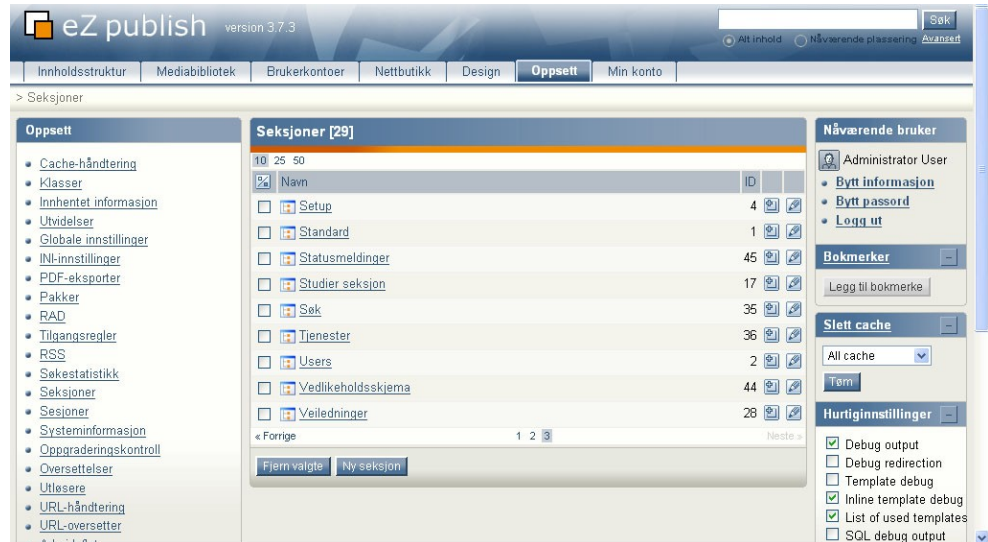 eZ publish version 3.7.3
Søk
Alt innhold Nåværende plassering Avansert
Innholdsstruktur Mediabibliotek Brukerkontoer Nettbutikk Design Oppsett Min konto
> Seksjoner
Oppsett
Cache-håndtering
Klasser
Innhentet informasjon
Utvidelser
Globale innstillinger
INI-innstillinger
PDF-eksporter
Pakker
RAD
Tilgangsregler
RSS
Søkestatistikk
Seksjoner
Sesjoner
Systeminformasjon
Oppgraderingskontroll
Oversettelser
Utløsere
URL-håndtering
URL-oversetter
Seksjoner [29]
10 25 50
Navn ID
Setup 4
Standard 1
Statusmeldinger 45
Studier seksjon 17
Søk 35
Tjenester 36
Users 2
Vedlikeholdsskjema 44
Veiledninger 28
« Forrige 1 2 3 Neste »
Fjern valgte Ny seksjon
Nåværende bruker
Administrator User
Bytt informasjon
Bytt passord
Logg ut
Bokmerker
Legg til bokmerke
Slett cache
All cache
Tøm
Hurtiginnstillinger
Debug output
Debug redirection
Template debug
Inline template debug
List of used templates
SQL debug output